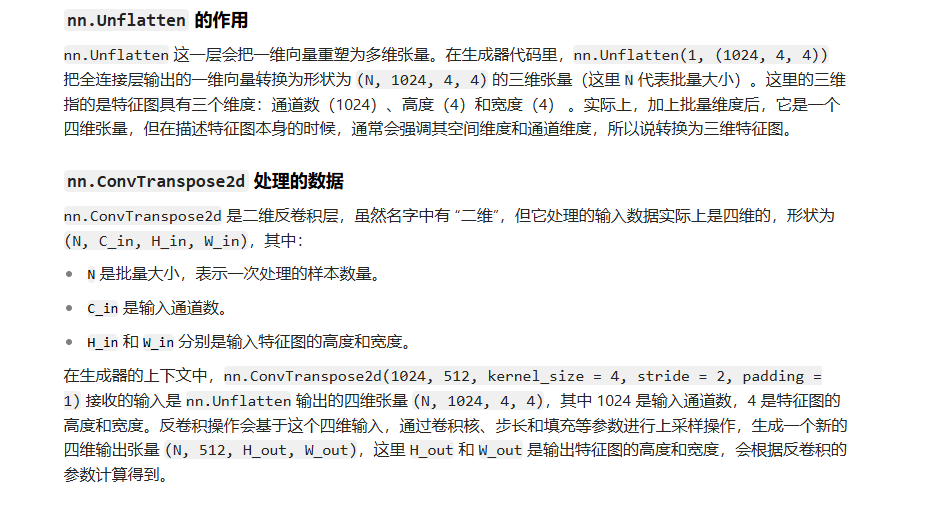 nn.Unflatten 的作用
nn.Unflatten 这一层会把一维向量重塑为多维张量。在生成器代码里，nn.Unflatten(1, (1024, 4, 4))
把全连接层输出的一维向量转换为形状为 (N, 1024, 4, 4) 的三维张量（这里 N 代表批量大小）。这里的三维
指的是特征图具有三个维度：通道数（1024）、高度（4）和宽度（4） 。实际上，加上批量维度后，它是一个
四维张量，但在描述特征图本身的时候，通常会强调其空间维度和通道维度，所以说转换为三维特征图。
nn.ConvTranspose2d 处理的数据
nn.ConvTranspose2d 是二维反卷积层，虽然名字中有 “二维”，但它处理的输入数据实际上是四维的，形状为
(N, C_in, H_in, W_in)，其中：
• N 是批量大小，表示一次处理的样本数量。
• C_in 是输入通道数。
• H_in 和 W_in 分别是输入特征图的高度和宽度。
在生成器的上下文中，nn.ConvTranspose2d(1024, 512, kernel_size = 4, stride = 2, padding =
1) 接收的输入是 nn.Unflatten 输出的四维张量 (N, 1024, 4, 4)，其中 1024 是输入通道数，4 是特征图的
高度和宽度。反卷积操作会基于这个四维输入，通过卷积核、步长和填充等参数进行上采样操作，生成一个新的
四维输出张量 (N, 512, H_out, W_out)，这里 H_out 和 W_out 是输出特征图的高度和宽度，会根据反卷积的
参数计算得到。